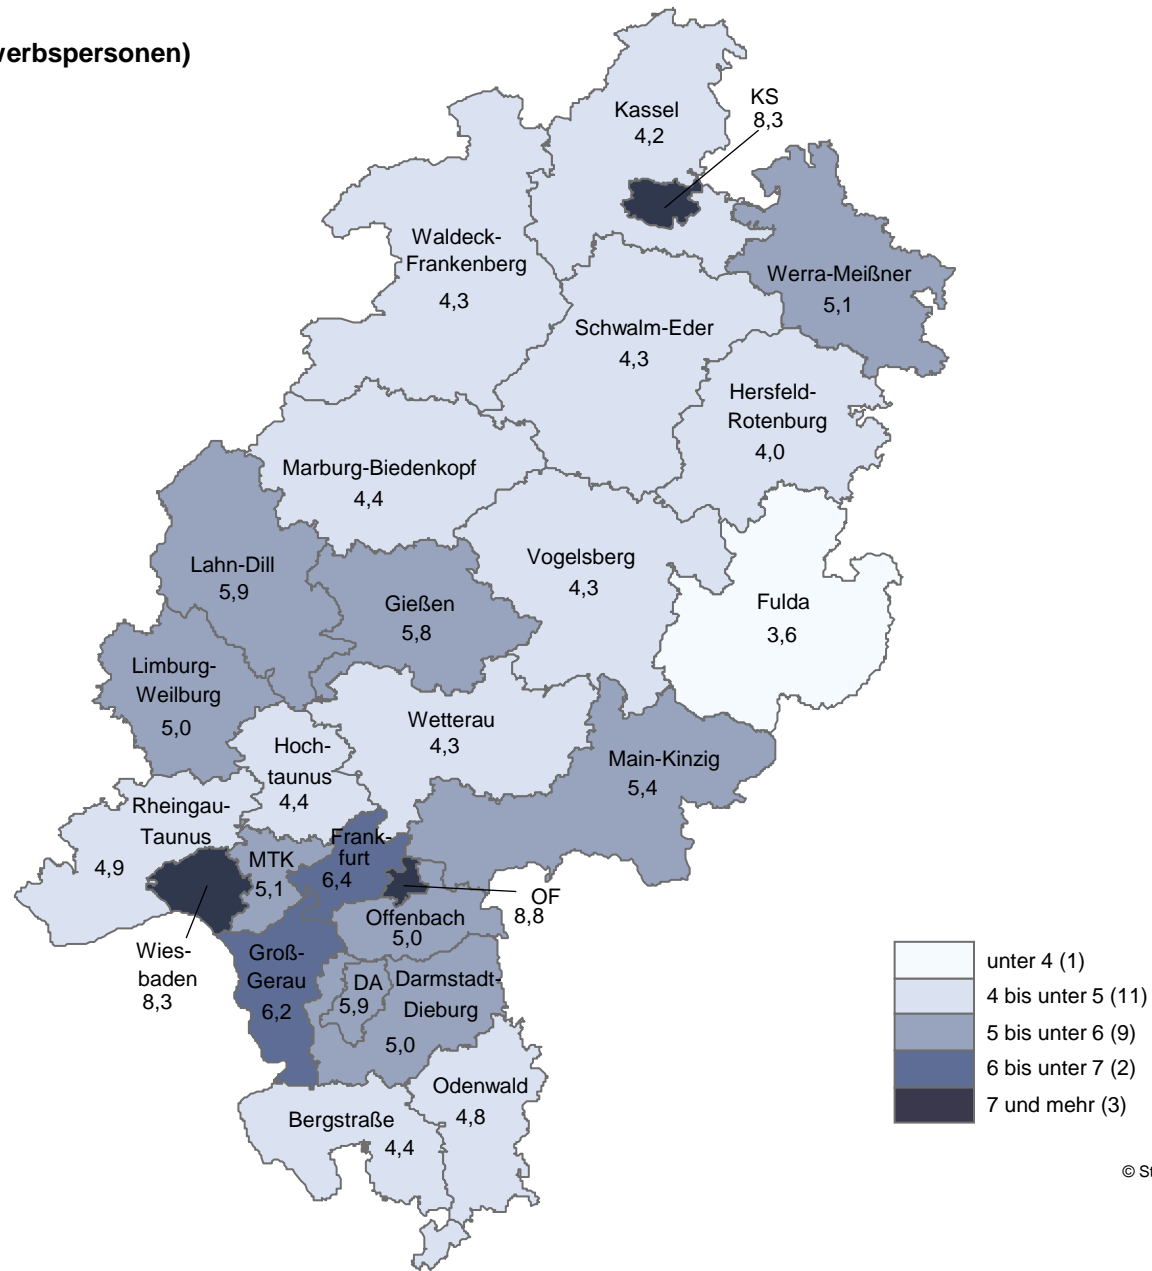 werbspersonen)
KS
8,3
Kassel
4,2
Waldeck-
Frankenberg
4,3
Werra-Meißner
5,1
Schwalm-Eder
4,3
Hersfeld-
Rotenburg
4,0
Marburg-Biedenkopf
4,4
Lahn-Dill
5,9
Gießen
5,8
Vogelsberg
4,3
Fulda
3,6
Limburg-
Weilburg
5,0
Wetterau
4,3
Hoch-
taunus
4,4
Main-Kinzig
5,4
Rheingau-
Taunus
4,9
MTK
5,1
Frank-
furt
6,4
OF
8,8
Offenbach
5,0
Wies-
baden
8,3
Groß-
Gerau
6,2
DA
5,9
Darmstadt-
Dieburg
5,0
Odenwald
4,8
Bergstraße
4,4
unter 4 (1)
4 bis unter 5 (11)
5 bis unter 6 (9)
6 bis unter 7 (2)
7 und mehr (3)
© St